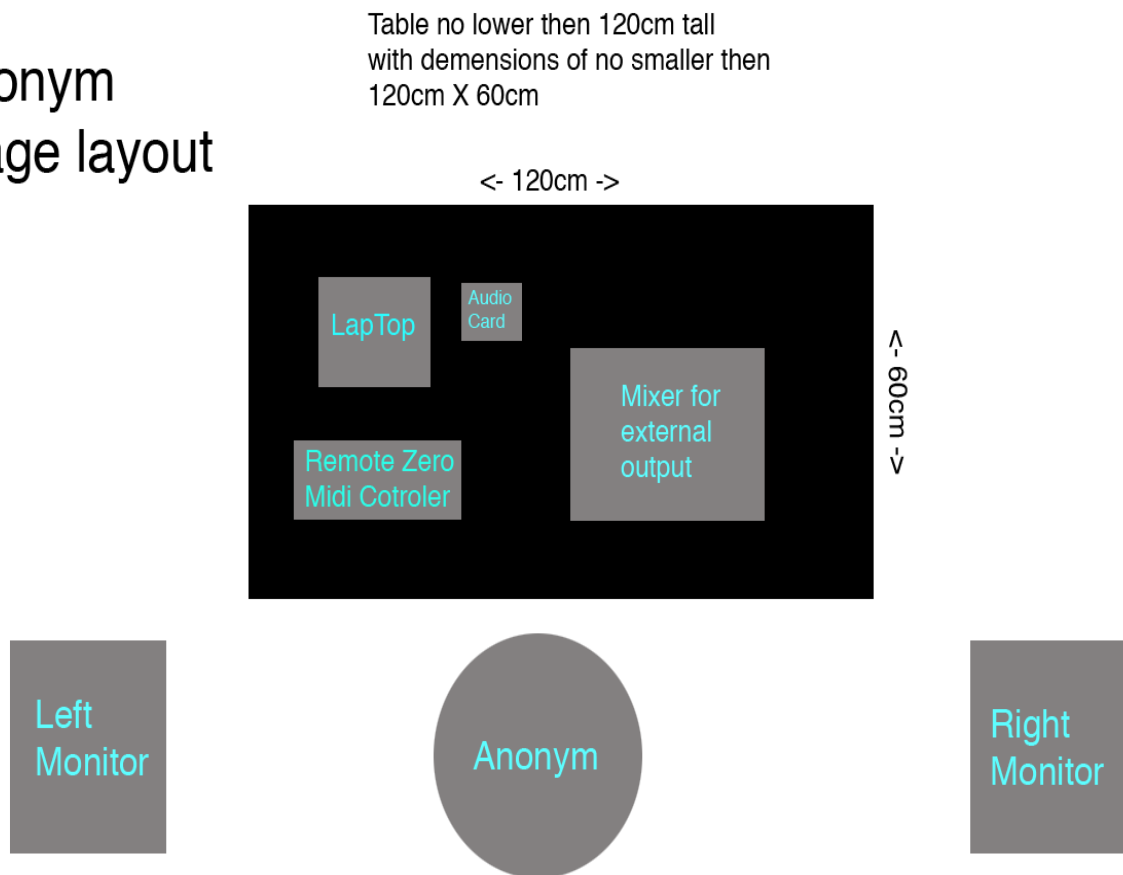 Table no lower then 120cm tall
with demensions of no smaller then
120cm X 60cm
onym
age layout
<- 120cm ->
LapTop
Audio
Card
<- 60cm ->
Mixer for
external
output
Remote Zero
Midi Cotroler
Left
Monitor
Anonym
Right
Monitor